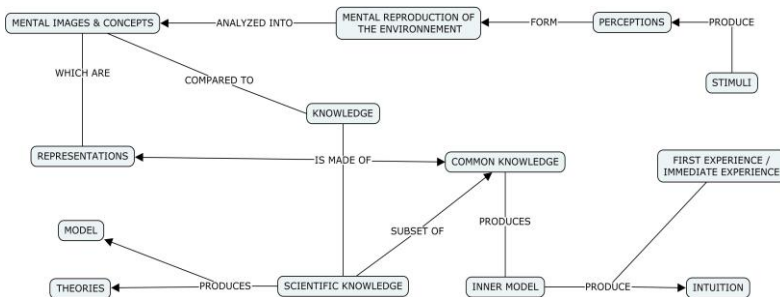 MENTAL IMAGES & CONCEPTS
ANALYZED INTO
MENTAL REPRODUCTION OF
THE ENVIRONNEMENT
FORM
PERCEPTIONS
PRODUCE
WHICH ARE
COMPARED TO
STIMULI
KNOWLEDGE
REPRESENTATIONS
IS MADE OF
COMMON KNOWLEDGE
FIRST EXPERIENCE /
IMMEDIATE EXPERIENCE
MODEL
SUBSET OF
PRODUCES
THEORIES
PRODUCES
SCIENTIFIC KNOWLEDGE
INNER MODEL
PRODUCE
INTUITION